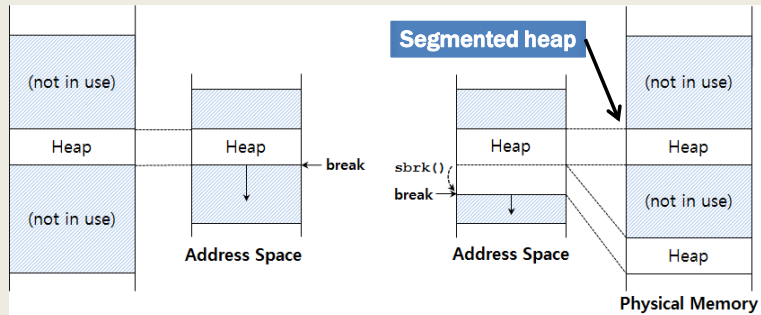 Segmented heap
(not in use)
Heap
(not in use)
Heap
break
Address Space
Heap
sbrk()
break
Address Space
(not in use)
Heap
(not in use)
Heap
Physical Memory